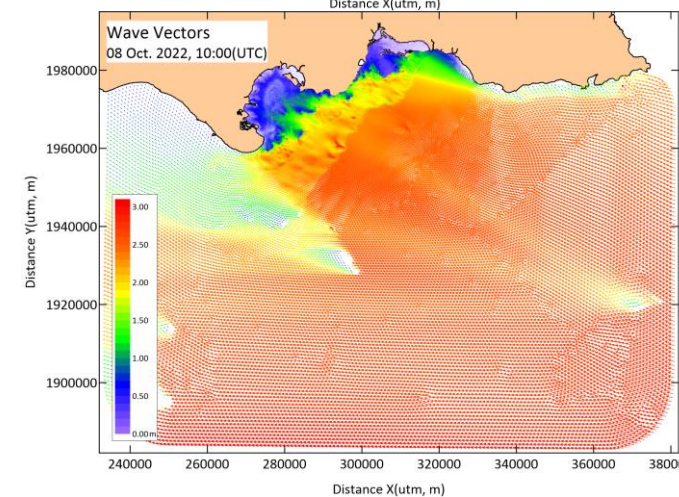 Distance X(utm, m)
Wave Vectors
08 Oct. 2022, 10:00(UTC)
1980000
1960000
1940000
1920000
1900000
Distance Y(utm, m)
3.00
2.50
2.00
1.50
1.00
0.50
0.00 m
240000 260000 280000 300000 320000 340000 360000 38000
Distance X(utm, m)